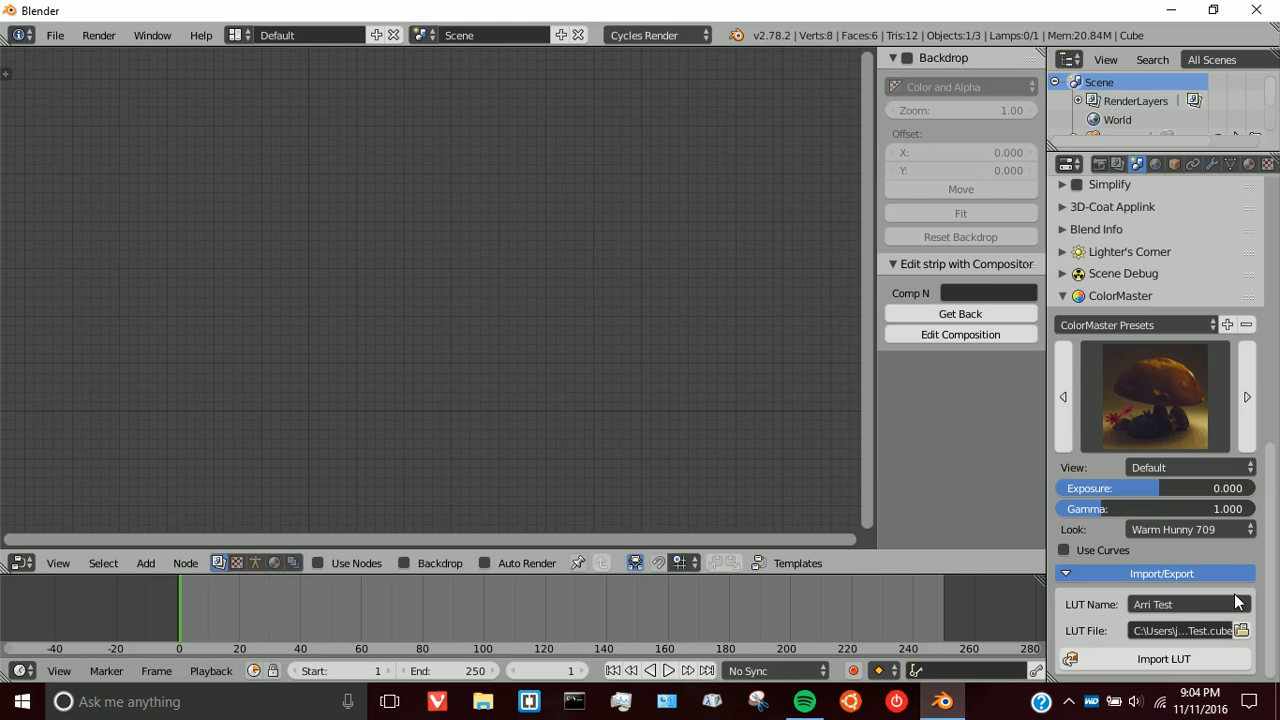 Blender
File Render Window Help Default Scene Cycles Render v2.78.2 | Verts:8 | Faces:6 | Tris:12 | Objects:1/3 | Lamps:0/1 | Mem:20.84M | Cube
Backdrop
Color and Alpha
Zoom: 1.00
Offset:
X: 0.000
Y: 0.000
Move
Fit
Reset Backdrop
Edit strip with Compositor
Comp N
Get Back
Edit Composition
View Search All Scenes
Scene
RenderLayers
World
Simplify
3D-Coat Applink
Blend Info
Lighter's Corner
Scene Debug
ColorMaster
ColorMaster Presets
View: Default
Exposure: 0.000
Gamma: 1.000
Look: Warm Hunny 709
Use Curves
Import/Export
LUT Name: Arri Test
LUT File: C:\Users\j...Test.cube
Import LUT
View Select Add Node Use Nodes Backdrop Auto Render Templates
-40 -20 0 20 40 60 80 100 120 140 160 180 200 220 240 260 280
View Marker Frame Playback Start: 1 End: 250 1 No Sync
Ask me anything
9:04 PM
11/11/2016